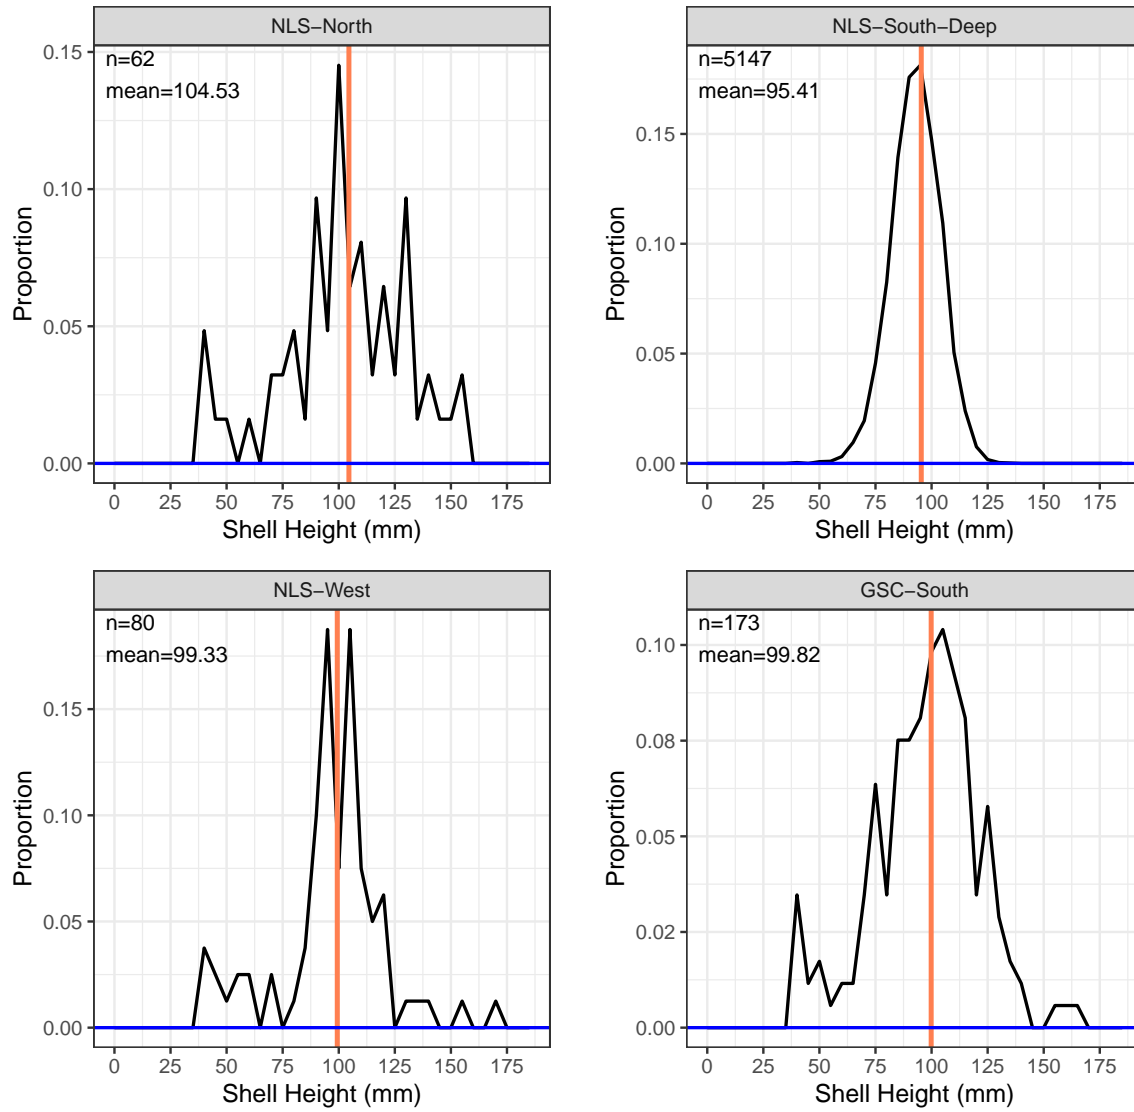 NLS−North
n=62
mean=104.53
0.15
0.10
0.05
0.00
Proportion
0 25 50 75 100 125 150 175
Shell Height (mm)
NLS−South−Deep
n=5147
mean=95.41
0.15
0.10
0.05
0.00
Proportion
0 25 50 75 100 125 150 175
Shell Height (mm)
NLS−West
n=80
mean=99.33
0.15
0.10
0.05
0.00
Proportion
0 25 50 75 100 125 150 175
Shell Height (mm)
GSC−South
n=173
mean=99.82
0.10
0.08
0.05
0.02
0.00
Proportion
0 25 50 75 100 125 150 175
Shell Height (mm)